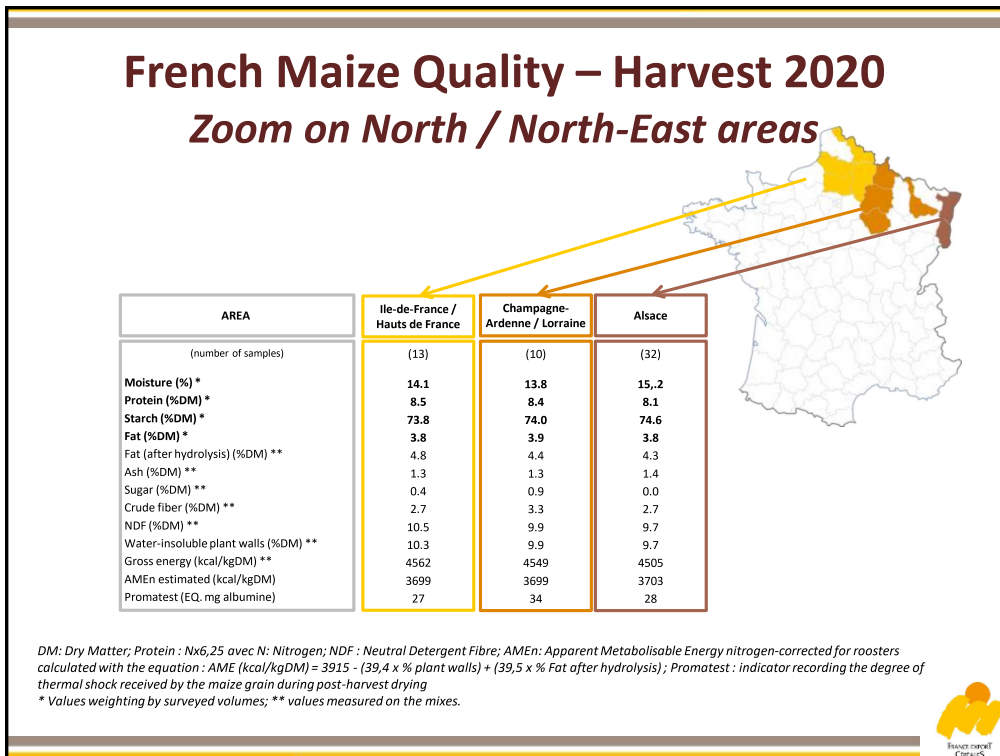 French Maize Quality – Harvest 2020
Zoom on North / North-East areas
AREA
Ile-de-France /
Hauts de France
Champagne-
Ardenne / Lorraine
Alsace
(number of samples) (13) (10) (32)
Moisture (%) * 14.1 13.8 15,.2
Protein (%DM) * 8.5 8.4 8.1
Starch (%DM) * 73.8 74.0 74.6
Fat (%DM) * 3.8 3.9 3.8
Fat (after hydrolysis) (%DM) ** 4.8 4.4 4.3
Ash (%DM) ** 1.3 1.3 1.4
Sugar (%DM) ** 0.4 0.9 0.0
Crude fiber (%DM) ** 2.7 3.3 2.7
NDF (%DM) ** 10.5 9.9 9.7
Water-insoluble plant walls (%DM) ** 10.3 9.9 9.7
Gross energy (kcal/kgDM) ** 4562 4549 4505
AMEn estimated (kcal/kgDM) 3699 3699 3703
Promatest (EQ. mg albumine) 27 34 28
DM: Dry Matter; Protein : Nx6,25 avec N: Nitrogen; NDF : Neutral Detergent Fibre; AMEn: Apparent Metabolisable Energy nitrogen-corrected for roosters
calculated with the equation : AME (kcal/kgDM) = 3915 - (39,4 x % plant walls) + (39,5 x % Fat after hydrolysis) ; Promatest : indicator recording the degree of
thermal shock received by the maize grain during post-harvest drying
* Values weighting by surveyed volumes; ** values measured on the mixes.
FRANCE EXPORT
CÉRÉALES